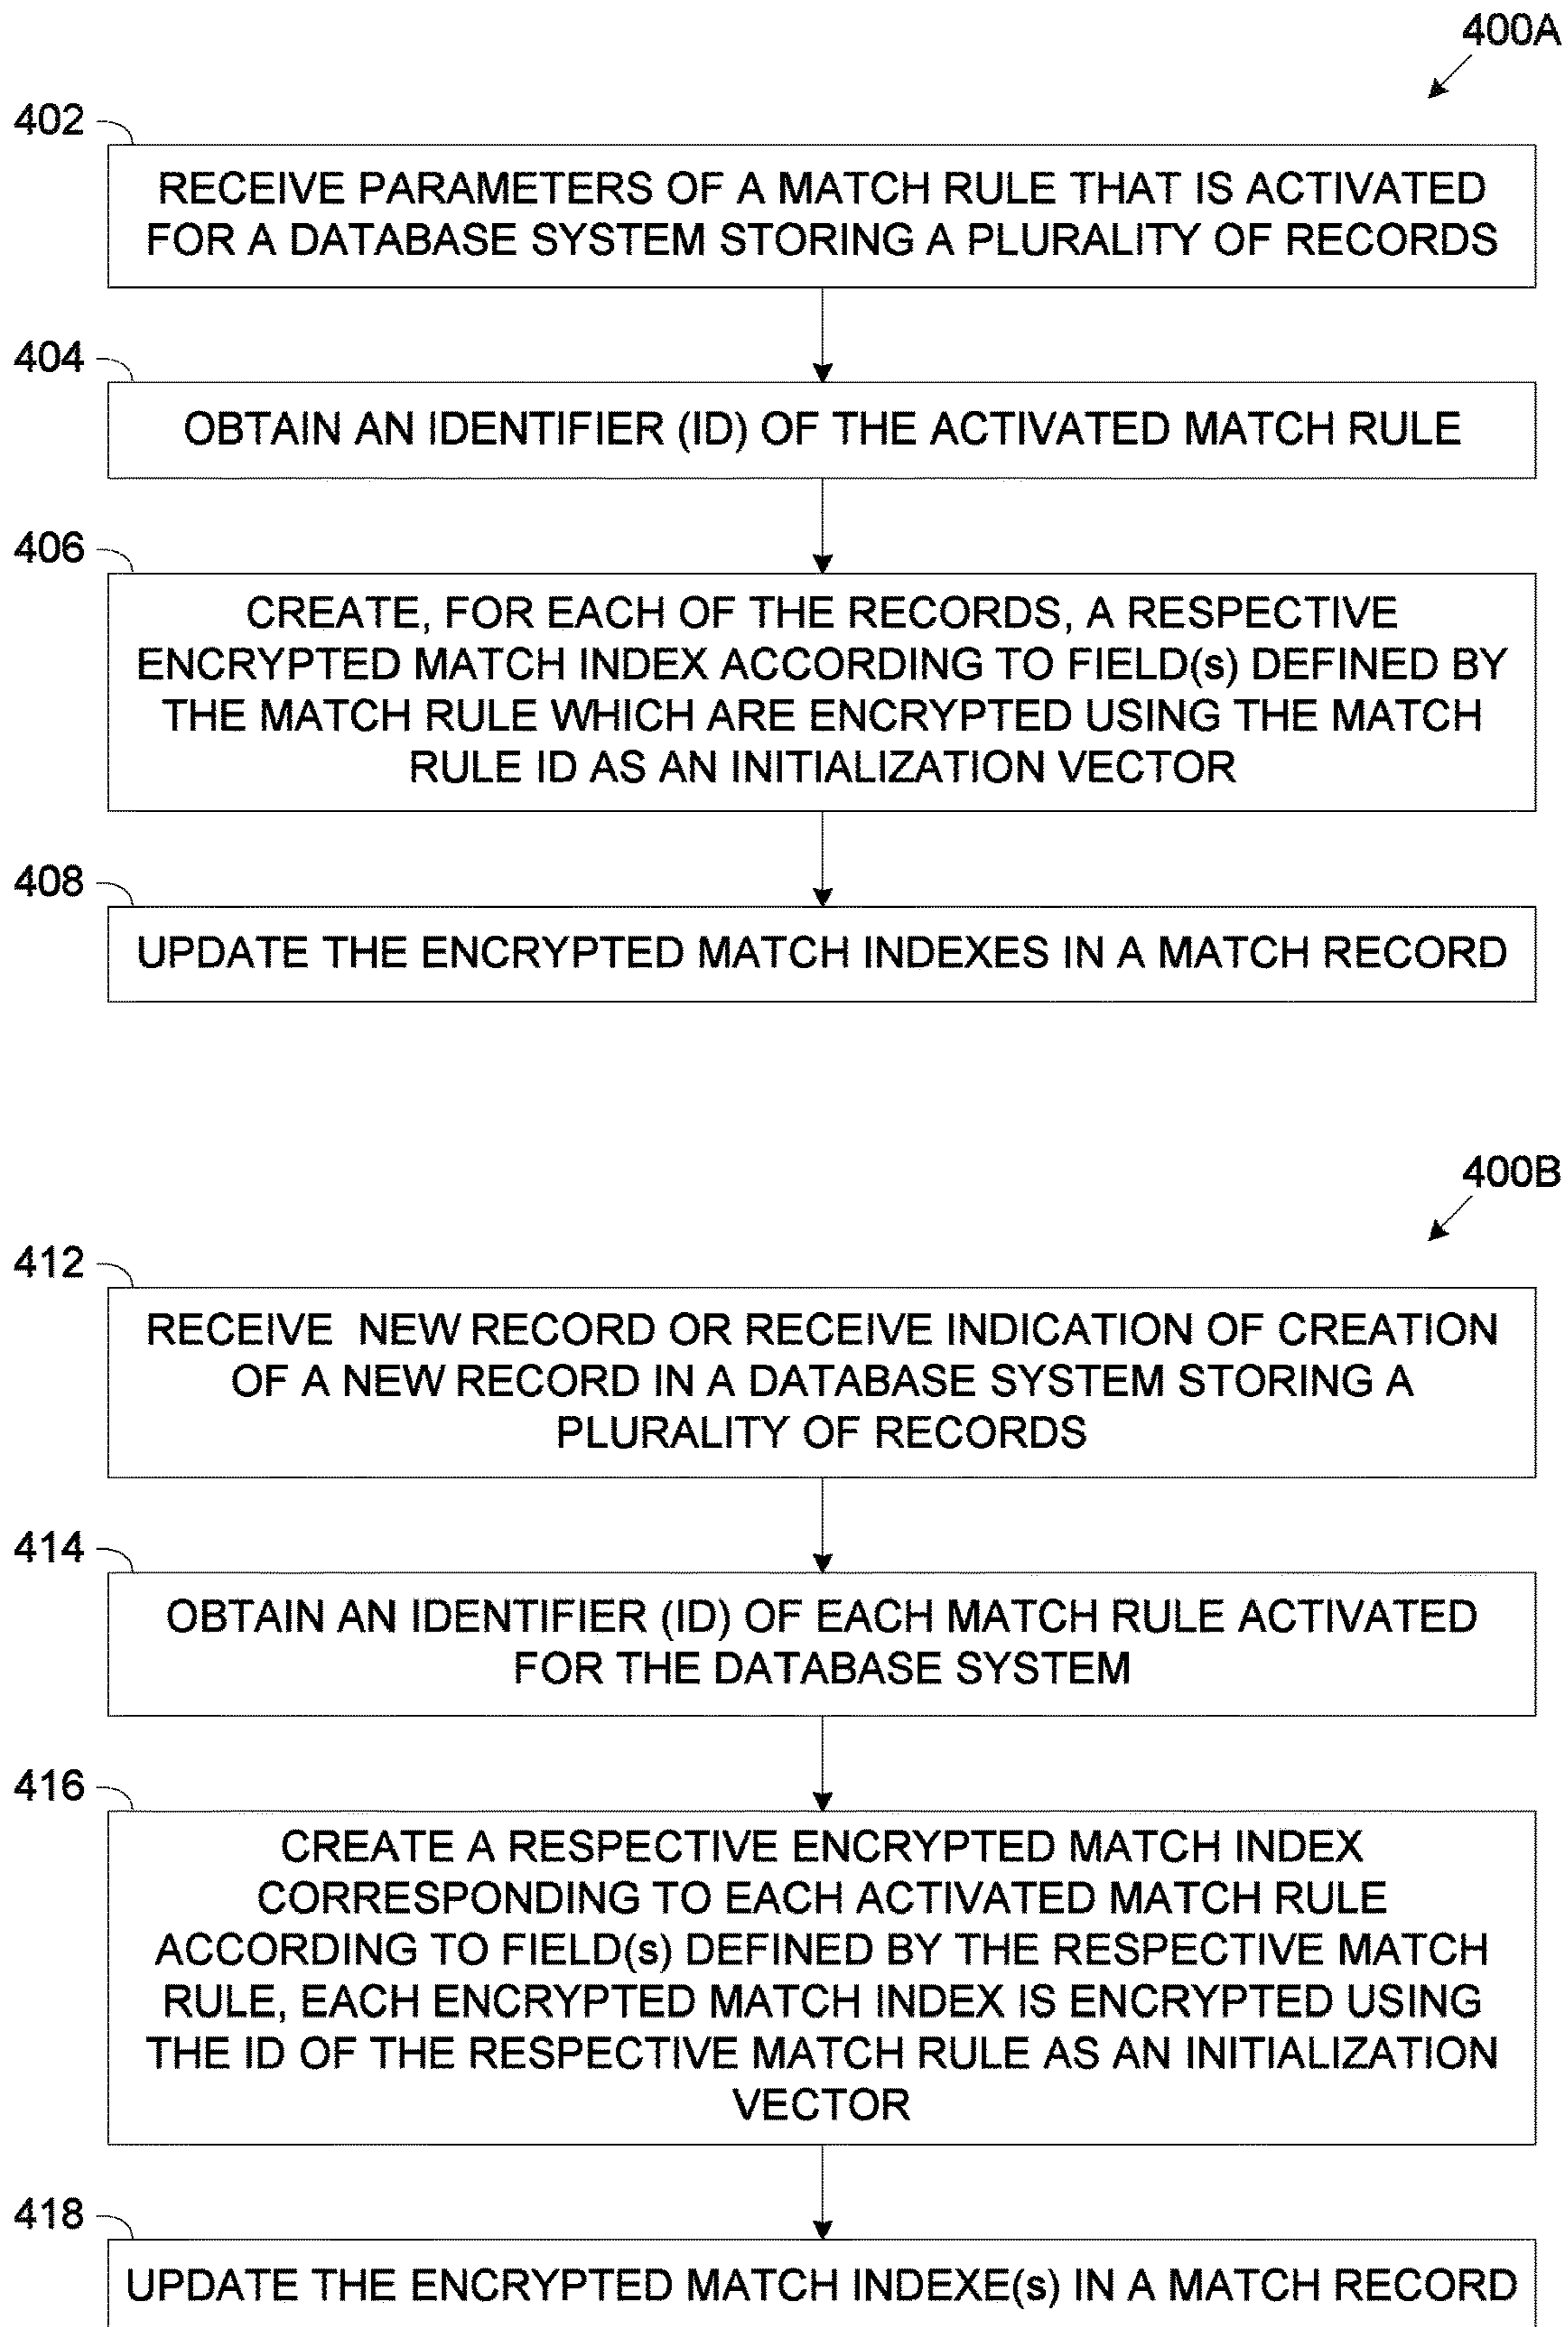 400A
402
RECEIVE PARAMETERS OF A MATCH RULE THAT IS ACTIVATED
FOR A DATABASE SYSTEM STORING A PLURALITY OF RECORDS
404
OBTAIN AN IDENTIFIER (ID) OF THE ACTIVATED MATCH RULE
406
CREATE, FOR EACH OF THE RECORDS, A RESPECTIVE
ENCRYPTED MATCH INDEX ACCORDING TO FIELD(s) DEFINED BY
THE MATCH RULE WHICH ARE ENCRYPTED USING THE MATCH
RULE ID AS AN INITIALIZATION VECTOR
408
UPDATE THE ENCRYPTED MATCH INDEXES IN A MATCH RECORD
400B
412
RECEIVE NEW RECORD OR RECEIVE INDICATION OF CREATION
OF A NEW RECORD IN A DATABASE SYSTEM STORING A
PLURALITY OF RECORDS
414
OBTAIN AN IDENTIFIER (ID) OF EACH MATCH RULE ACTIVATED
FOR THE DATABASE SYSTEM
416
CREATE A RESPECTIVE ENCRYPTED MATCH INDEX
CORRESPONDING TO EACH ACTIVATED MATCH RULE
ACCORDING TO FIELD(s) DEFINED BY THE RESPECTIVE MATCH
RULE, EACH ENCRYPTED MATCH INDEX IS ENCRYPTED USING
THE ID OF THE RESPECTIVE MATCH RULE AS AN INITIALIZATION
VECTOR
418
UPDATE THE ENCRYPTED MATCH INDEXE(s) IN A MATCH RECORD